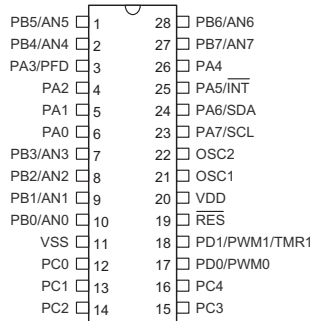 PB5/AN5 1 28 PB6/AN6
PB4/AN4 2 27 PB7/AN7
PA3/PFD 3 26 PA4
PA2 4 25 PA5/INT
PA1 5 24 PA6/SDA
PA0 6 23 PA7/SCL
PB3/AN3 7 22 OSC2
PB2/AN2 8 21 OSC1
PB1/AN1 9 20 VDD
PB0/AN0 10 19 RES
VSS 11 18 PD1/PWM1/TMR1
PC0 12 17 PD0/PWM0
PC1 13 16 PC4
PC2 14 15 PC3